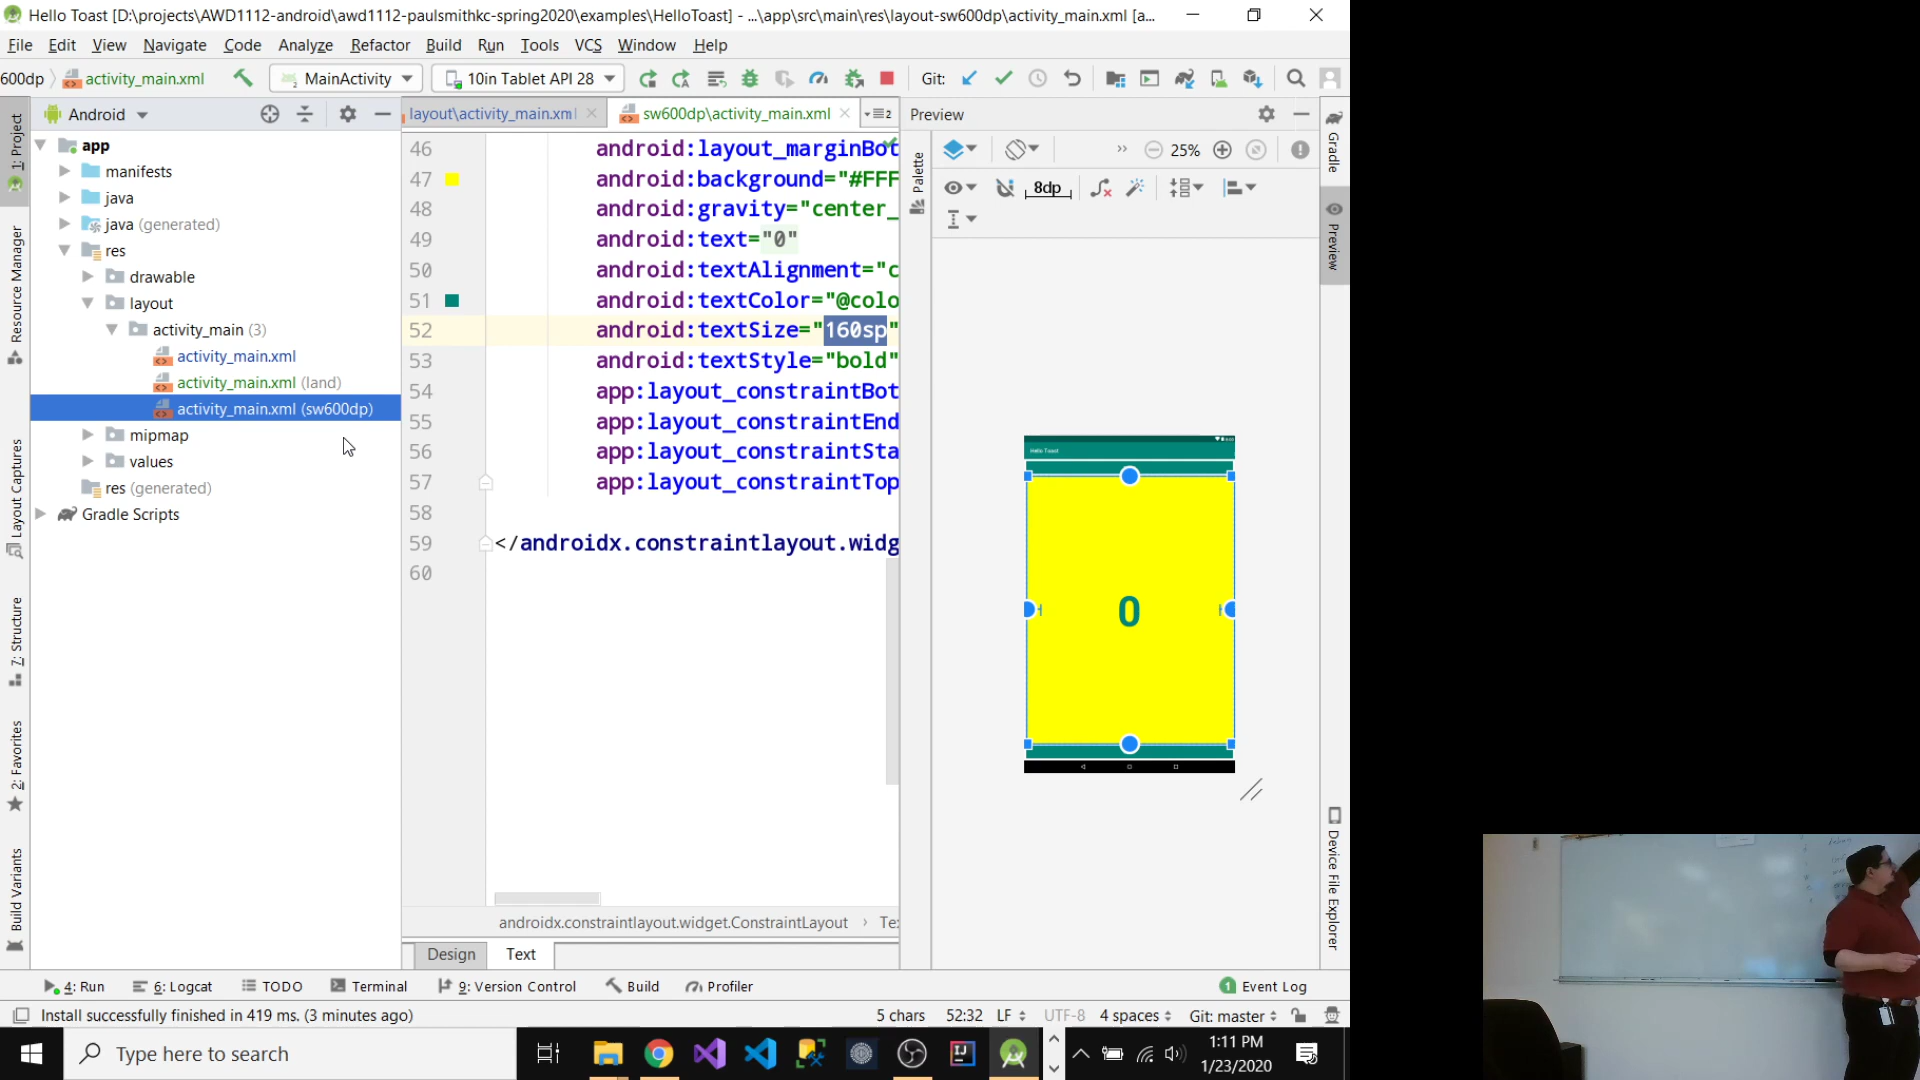 Hello Toast [D:\projects\AWD1112-android\awd1112-paulsmithkc-spring2020\examples\HelloToast] - ...\app\src\main\res\layout-sw600dp\activity_main.xml [a...
File Edit View Navigate Code Analyze Refactor Build Run Tools VCS Window Help
600dp activity_main.xml MainActivity 10in Tablet API 28 Git:
Android layout\activity_main.xml sw600dp\activity_main.xml 2 Preview
1: Project
Resource Manager
Layout Captures
7: Structure
2: Favorites
Build Variants
app
manifests
java
java (generated)
res
drawable
layout
activity_main (3)
activity_main.xml
activity_main.xml (land)
activity_main.xml (sw600dp)
mipmap
values
res (generated)
Gradle Scripts
46 android:layout_marginBot
47 android:background="#FFF
48 android:gravity="center_
49 android:text="0"
50 android:textAlignment="c
51 android:textColor="@colo
52 android:textSize="160sp"
53 android:textStyle="bold"
54 app:layout_constraintBot
55 app:layout_constraintEnd
56 app:layout_constraintSta
57 app:layout_constraintTop
58
59 </androidx.constraintlayout.widg
60
androidx.constraintlayout.widget.ConstraintLayout › Te
Design Text
Palette
25%
8dp
Hello Toast
0
Gradle
Preview
Device File Explorer
4: Run 6: Logcat TODO Terminal 9: Version Control Build Profiler 1 Event Log
Install successfully finished in 419 ms. (3 minutes ago) 5 chars 52:32 LF UTF-8 4 spaces Git: master
Type here to search
1:11 PM
1/23/2020